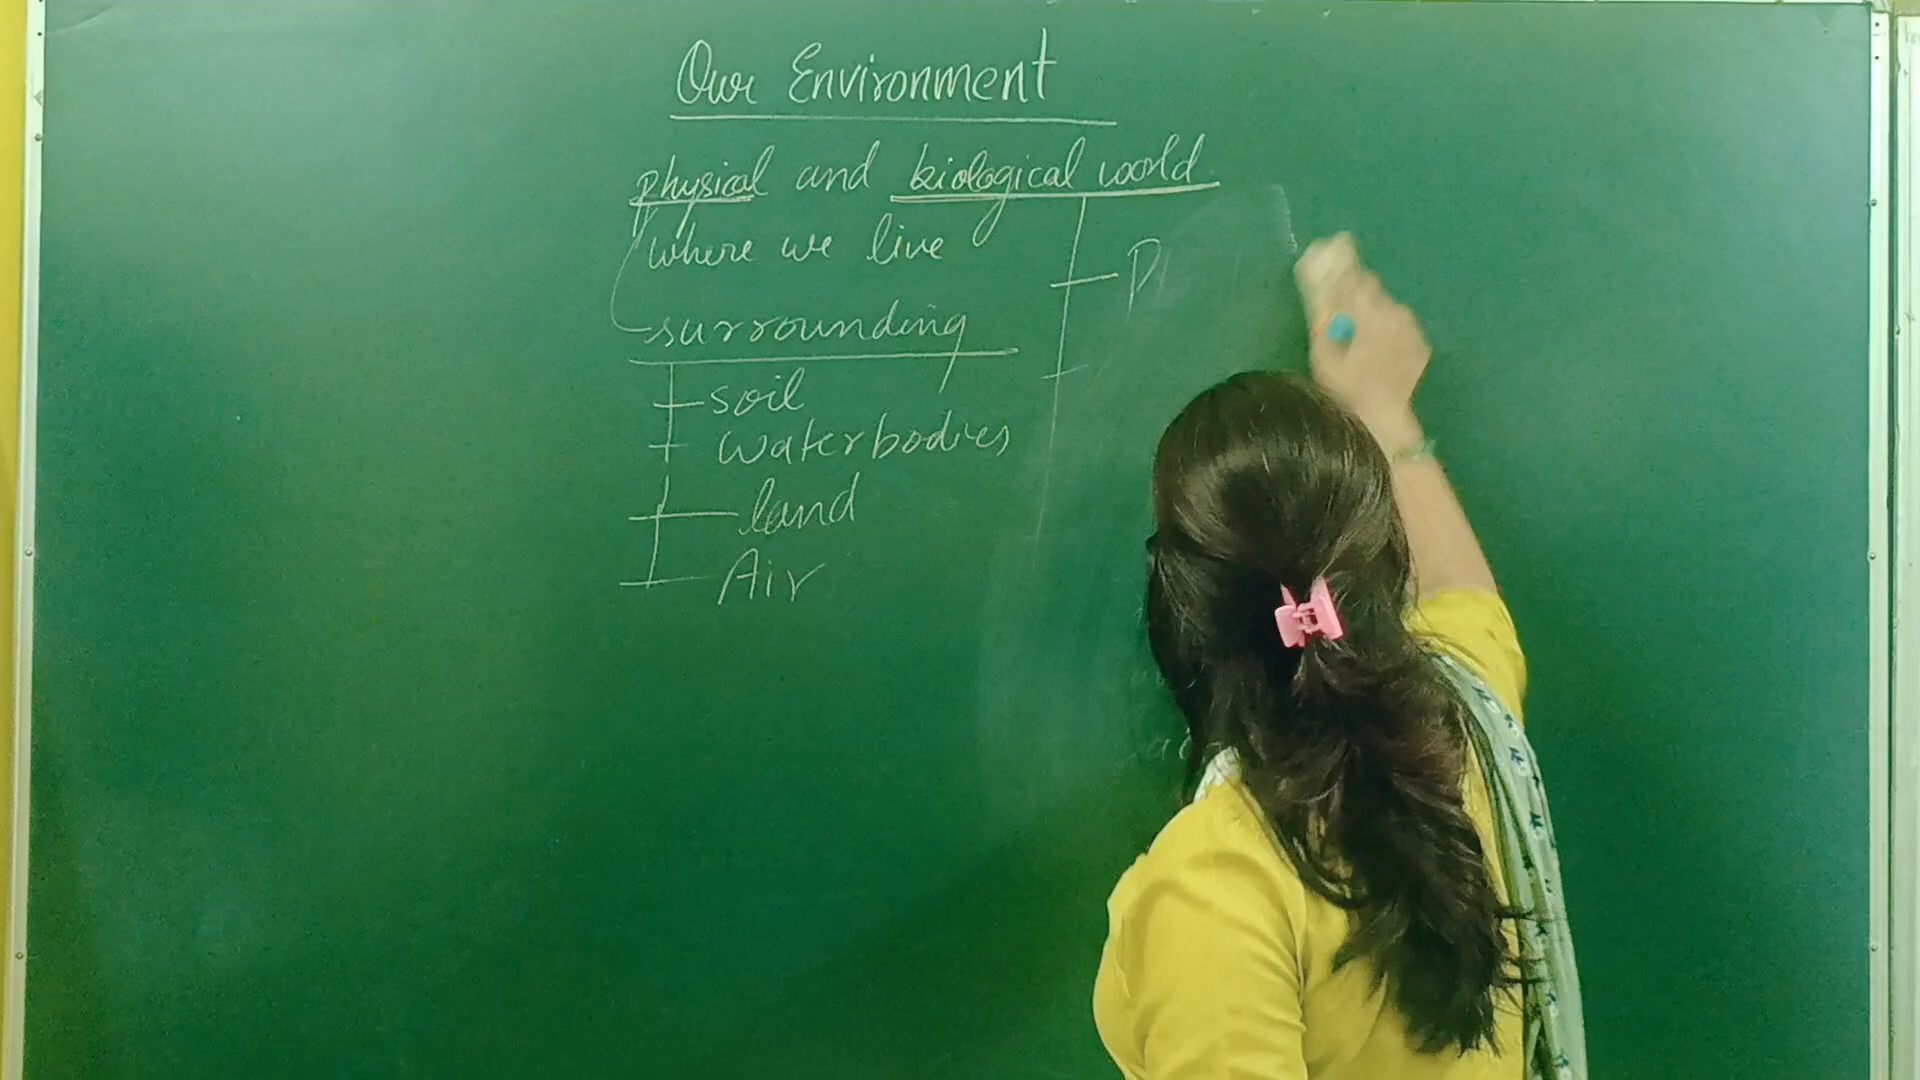 Our Environment
physical and biological world
where we live
surrounding
soil
waterbodies
land
Air
P